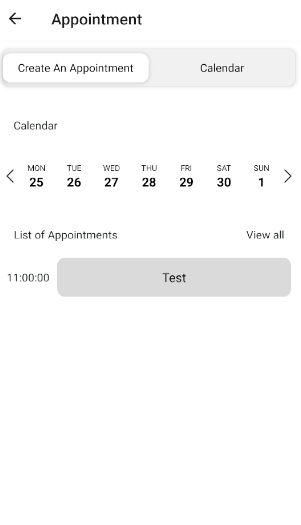 Appointment
Create An Appointment
Calendar
Calendar
MON TUE WED THU FRI SAT SUN
25 26 27 28 29 30 1
List of Appointments
View all
11:00:00
Test